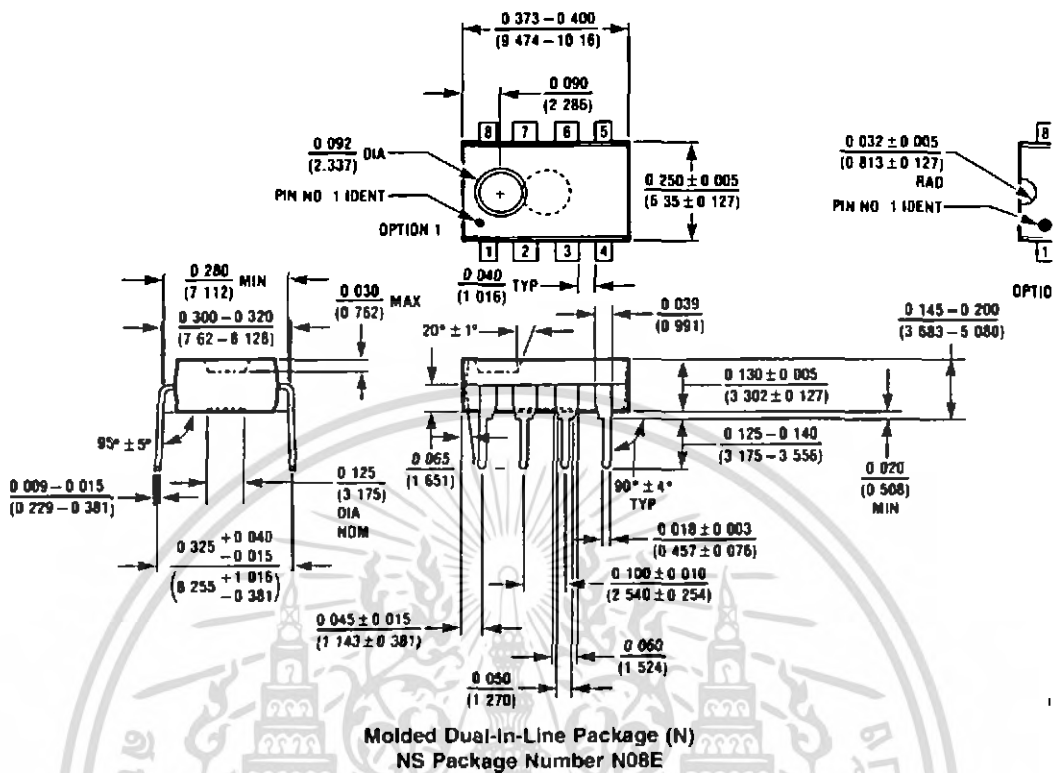 0 373 – 0 400
(9 474 – 10 16)
0 090
(2 286)
8 7 6 5
0 092
(2.337) DIA
PIN NO 1 IDENT
OPTION 1
1 2 3 4
0 250 ± 0 005
(6 35 ± 0 127)
0 032 ± 0 005
(0 813 ± 0 127)
RAD
PIN NO 1 IDENT
8
1
OPTIO
0 280
(7 112) MIN
0 300 – 0 320
(7 62 – 8 128)
0 030
(0 762) MAX
0 040
(1 016) TYP
20° ± 1°
0 039
(0 991)
0 145 – 0 200
(3 683 – 5 080)
0 130 ± 0 005
(3 302 ± 0 127)
0 125 – 0 140
(3 175 – 3 556)
0 020
(0 508)
MIN
95° ± 5°
0 009 – 0 015
(0 229 – 0 381)
0 125
(3 175)
DIA
NOM
0 065
(1 651)
90° ± 4°
TYP
0 018 ± 0 003
(0 457 ± 0 076)
0 325 + 0 040
– 0 015
(8 255 + 1 016
– 0 381)
0 100 ± 0 010
(2 540 ± 0 254)
0 045 ± 0 015
(1 143 ± 0 381)
0 060
(1 524)
0 050
(1 270)
Molded Dual-In-Line Package (N)
NS Package Number N08E